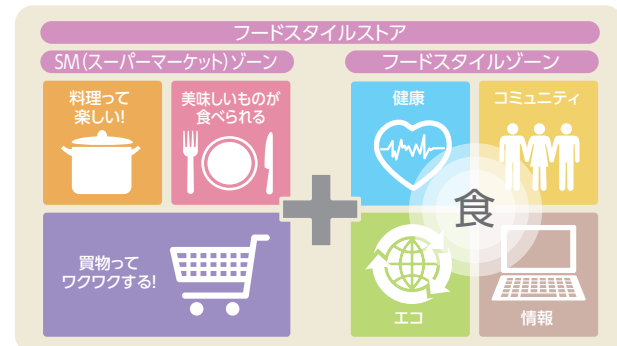 フードスタイルストア
SM(スーパーマーケット)ゾーン
フードスタイルゾーン
料理って
楽しい!
美味しいものが
食べられる
買物って
ワクワクする!
健康
コミュニティ
食
エコ
情報